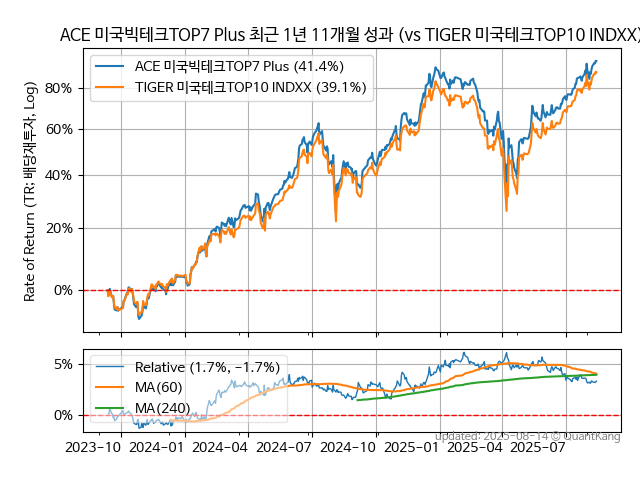 ACE 미국빅테크TOP7 Plus 최근 1년 11개월 성과 (vs TIGER 미국테크TOP10 INDXX)
ACE 미국빅테크TOP7 Plus (41.4%)
TIGER 미국테크TOP10 INDXX (39.1%)
Rate of Return (TR: 배당재투자, Log)
80%
60%
40%
20%
0%
5%
0%
Relative (1.7%, −1.7%)
MA(60)
MA(240)
updated: 2025-08-14 © QuantKang
2023-10
2024-01
2024-04
2024-07
2024-10
2025-01
2025-04
2025-07